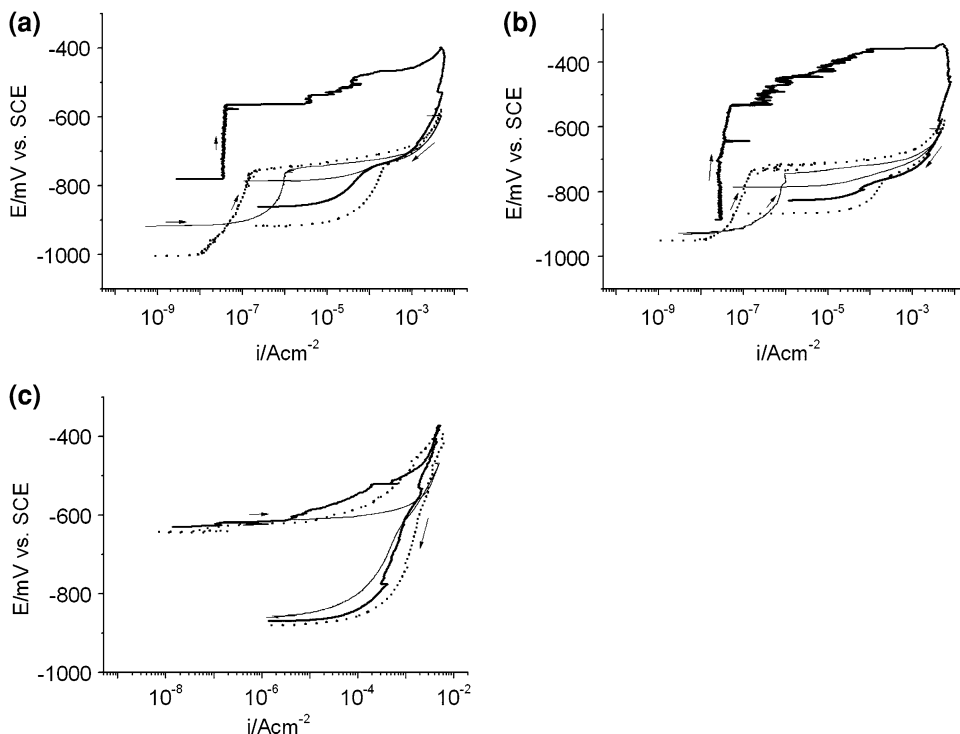 (a)
-400
-600
-800
-1000
E/mV vs. SCE
10⁻⁹
10⁻⁷
10⁻⁵
10⁻³
i/Acm⁻²
(b)
-400
-600
-800
-1000
E/mV vs. SCE
10⁻⁹
10⁻⁷
10⁻⁵
10⁻³
i/Acm⁻²
(c)
-400
-600
-800
-1000
E/mV vs. SCE
10⁻⁸
10⁻⁶
10⁻⁴
10⁻²
i/Acm⁻²